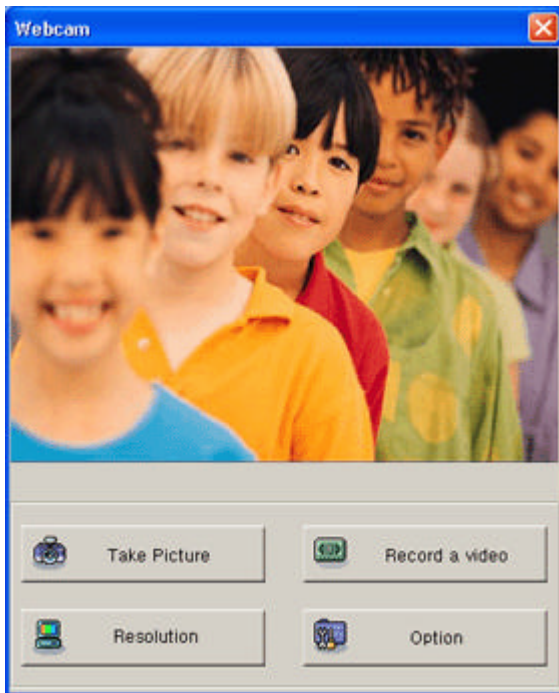 Webcam
Take Picture
Record a video
Resolution
Option